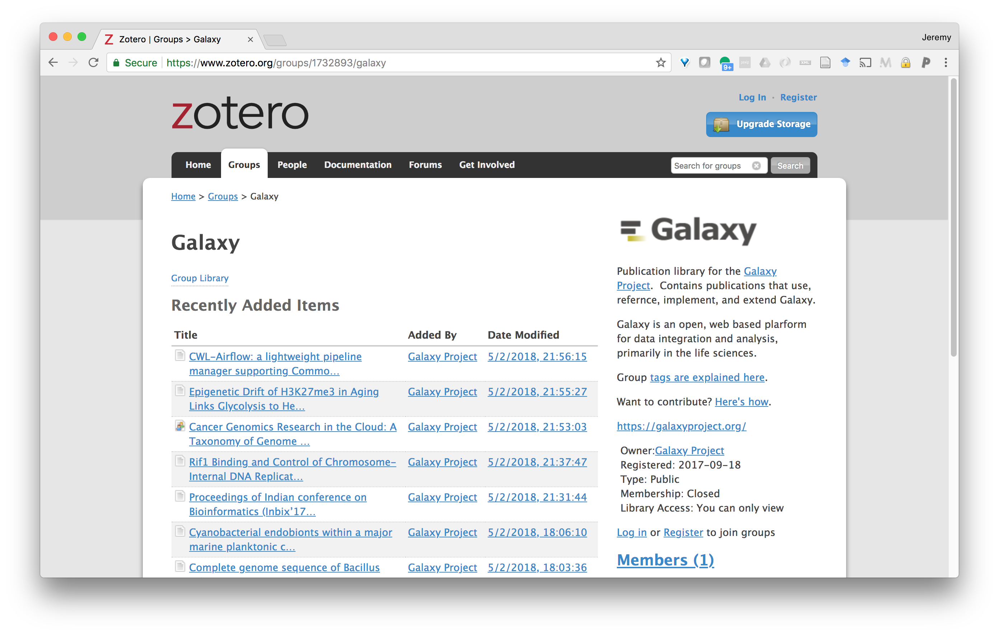 Zotero | Groups > Galaxy
Jeremy
Secure https://www.zotero.org/groups/1732893/galaxy
9+
pexip
XML
zotero
Log In · Register
Upgrade Storage
Home Groups People Documentation Forums Get Involved
Search for groups Search
Home > Groups > Galaxy
Galaxy
Group Library
Recently Added Items
Title Added By Date Modified
CWL-Airflow: a lightweight pipeline Galaxy Project 5/2/2018, 21:56:15
manager supporting Commo...
Epigenetic Drift of H3K27me3 in Aging Galaxy Project 5/2/2018, 21:55:27
Links Glycolysis to He...
Cancer Genomics Research in the Cloud: A Galaxy Project 5/2/2018, 21:53:03
Taxonomy of Genome ...
Rif1 Binding and Control of Chromosome- Galaxy Project 5/2/2018, 21:37:47
Internal DNA Replicat...
Proceedings of Indian conference on Galaxy Project 5/2/2018, 21:31:44
Bioinformatics (Inbix’17...
Cyanobacterial endobionts within a major Galaxy Project 5/2/2018, 18:06:10
marine planktonic c...
Complete genome sequence of Bacillus Galaxy Project 5/2/2018, 18:03:36
Galaxy
Publication library for the Galaxy
Project. Contains publications that use,
refernce, implement, and extend Galaxy.
Galaxy is an open, web based plarform
for data integration and analysis,
primarily in the life sciences.
Group tags are explained here.
Want to contribute? Here's how.
https://galaxyproject.org/
Owner:Galaxy Project
Registered: 2017-09-18
Type: Public
Membership: Closed
Library Access: You can only view
Log in or Register to join groups
Members (1)